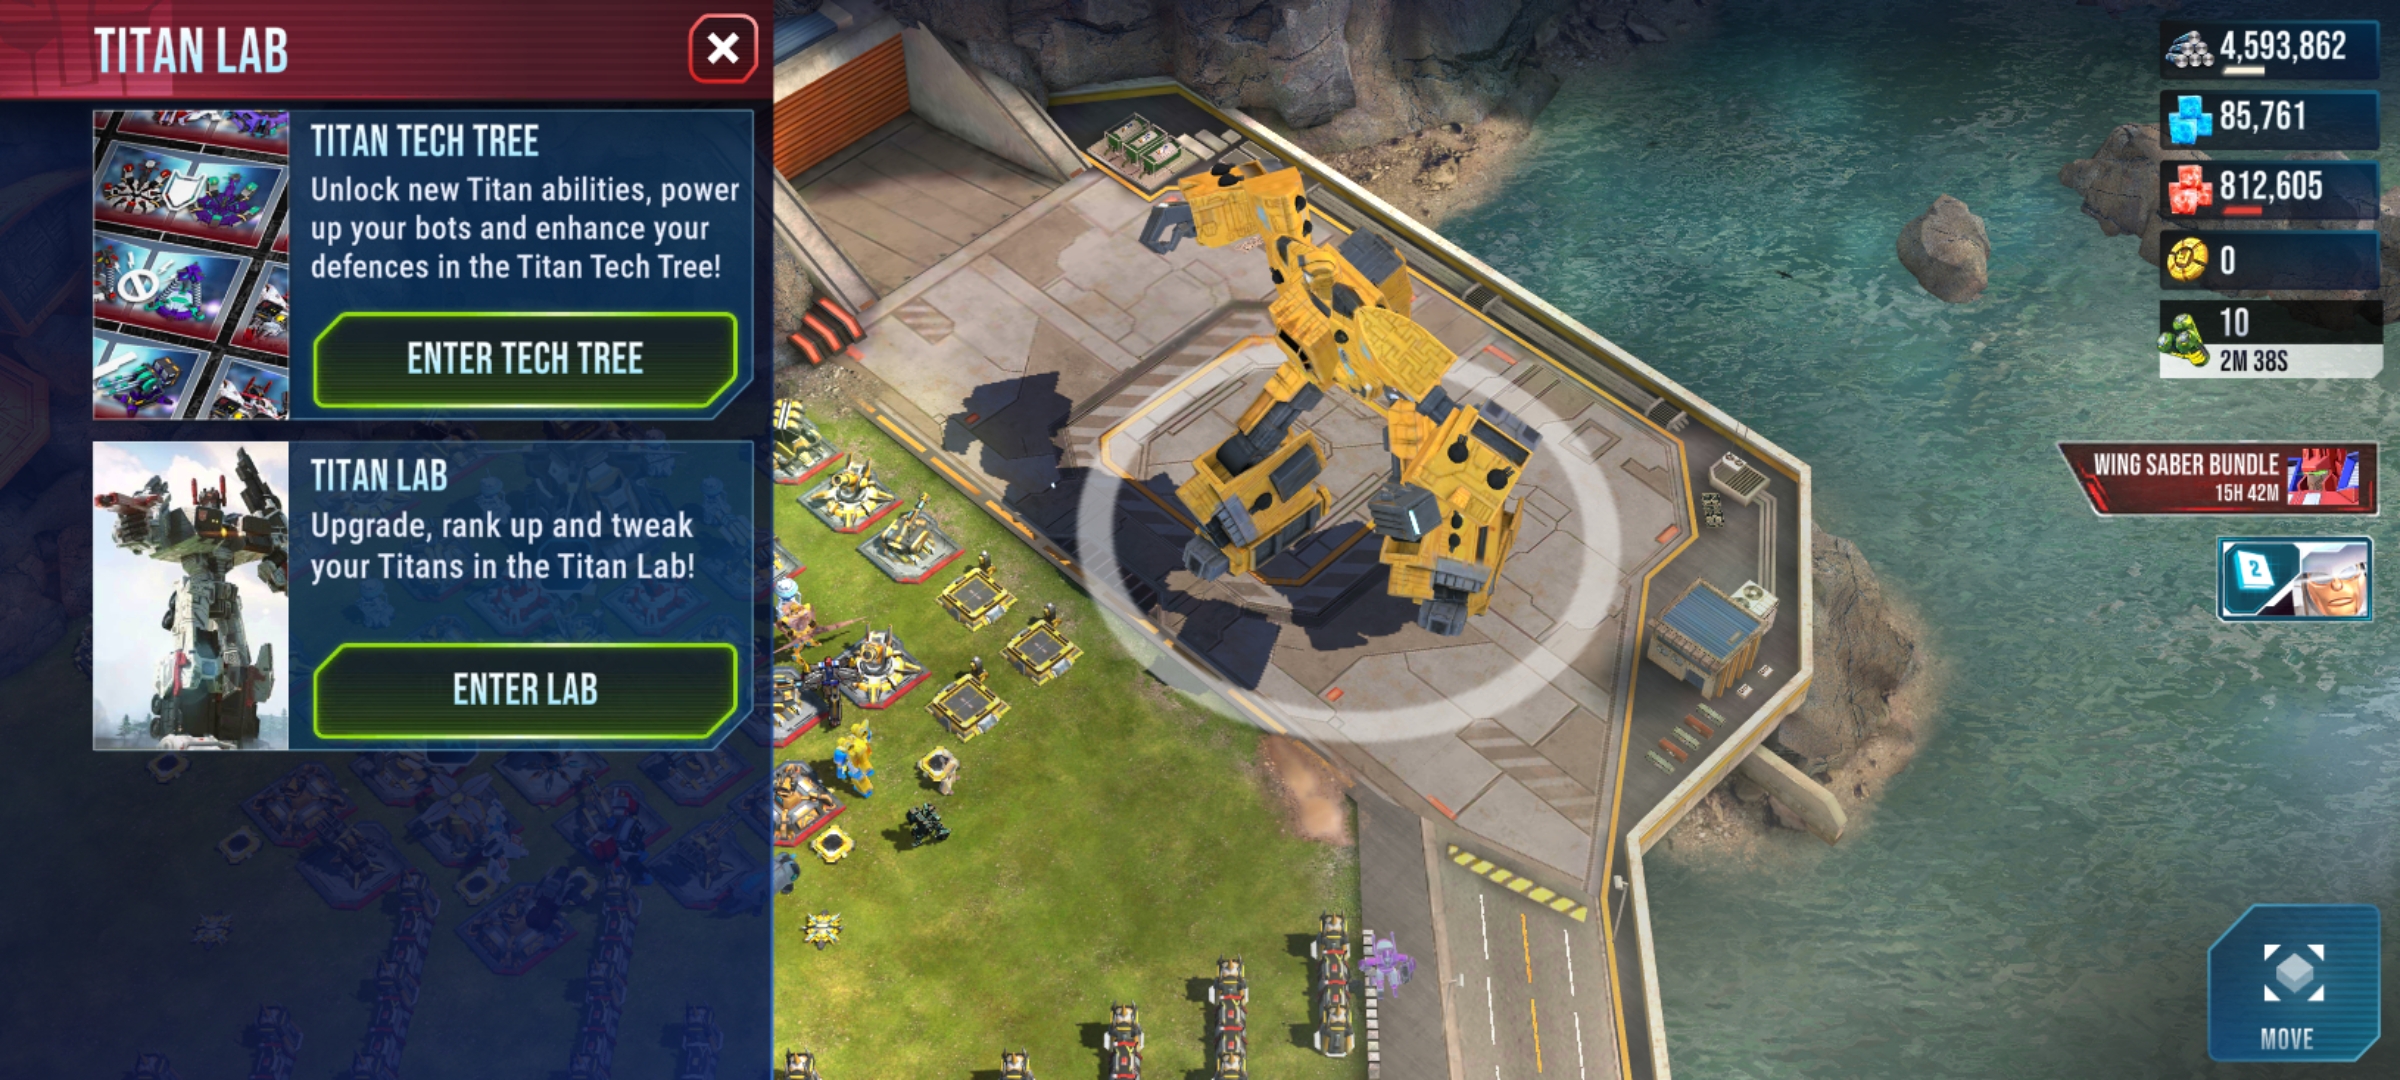 TITAN LAB
TITAN TECH TREE
Unlock new Titan abilities, power
up your bots and enhance your
defences in the Titan Tech Tree!
ENTER TECH TREE
TITAN LAB
Upgrade, rank up and tweak
your Titans in the Titan Lab!
ENTER LAB
4,593,862
85,761
812,605
0
10
2M 38S
WING SABER BUNDLE
15H 42M
2
MOVE